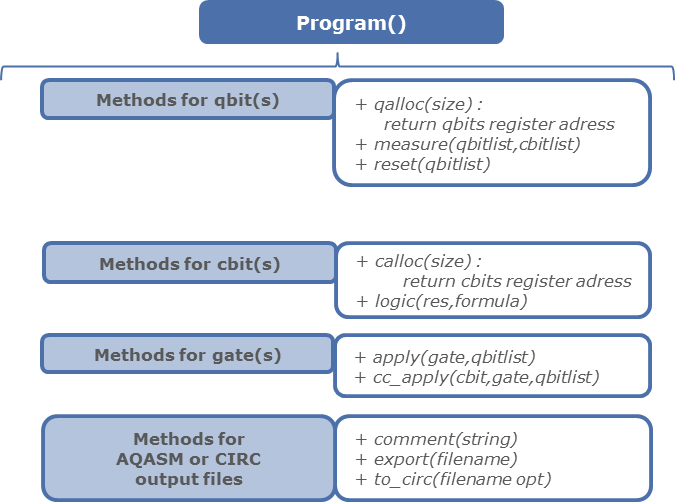 Program()
Methods for qbit(s)
+ qalloc(size) :
return qbits register adress
+ measure(qbitlist,cbitlist)
+ reset(qbitlist)
Methods for cbit(s)
+ calloc(size) :
return cbits register adress
+ logic(res,formula)
Methods for gate(s)
+ apply(gate,qbitlist)
+ cc_apply(cbit,gate,qbitlist)
Methods for
AQASM or CIRC
output files
+ comment(string)
+ export(filename)
+ to_circ(filename opt)